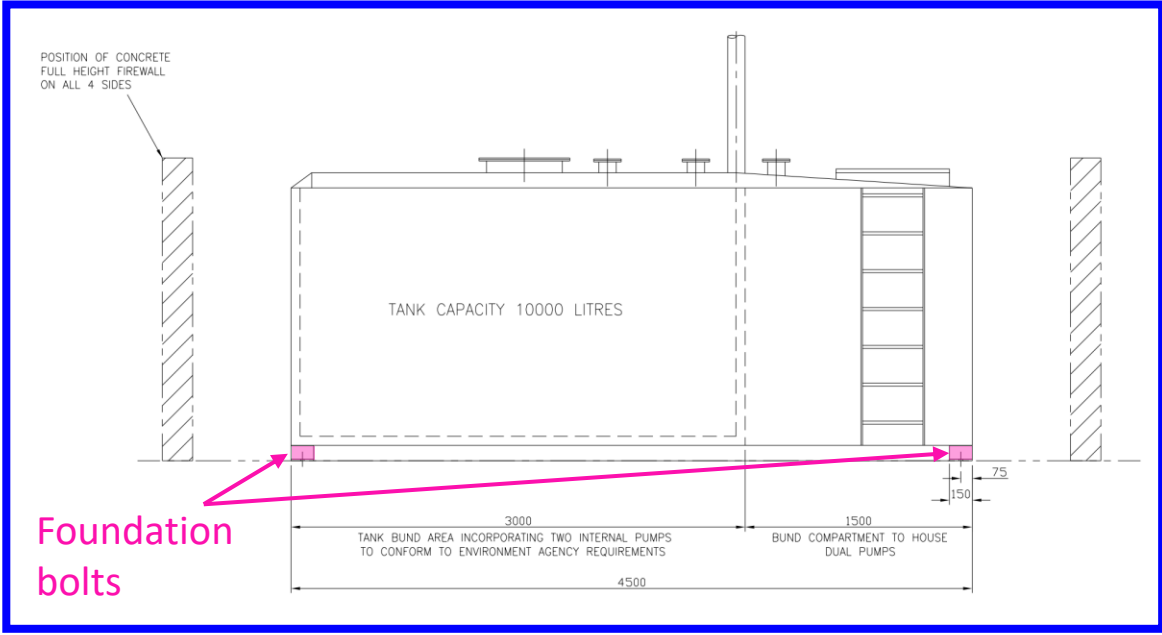 POSITION OF CONCRETE
FULL HEIGHT FIREWALL
ON ALL 4 SIDES
TANK CAPACITY 10000 LITRES
75
150
Foundation
bolts
3000
TANK BUND AREA INCORPORATING TWO INTERNAL PUMPS
TO CONFORM TO ENVIRONMENT AGENCY REQUIREMENTS
1500
BUND COMPARTMENT TO HOUSE
DUAL PUMPS
4500